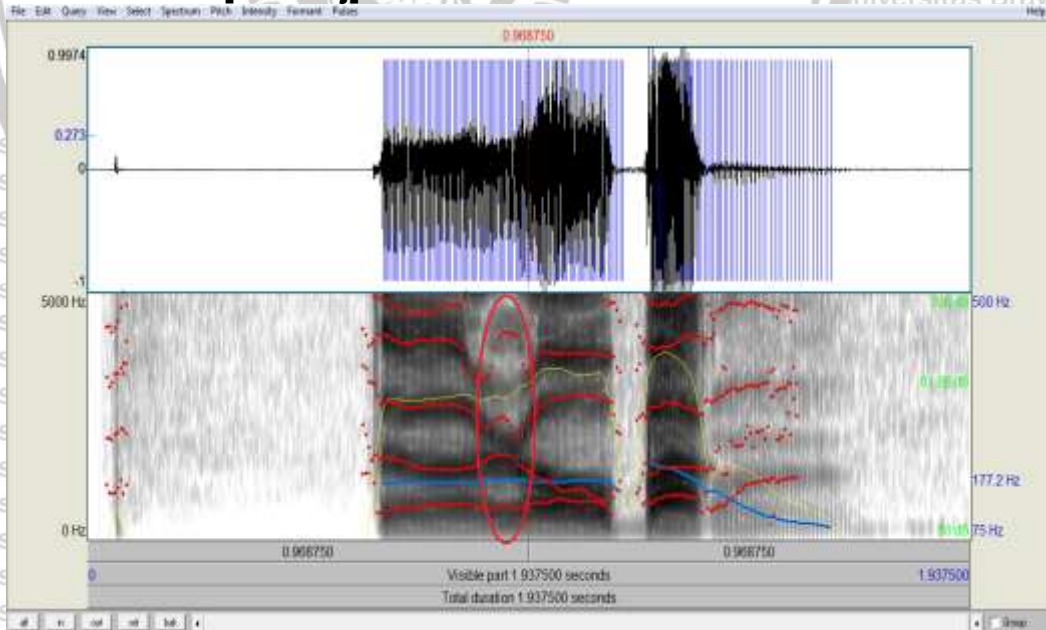 File Edit Query View Select Spectrum Pitch Intensity Formant Pulses Help
0.968750
0.9974
0.273
0
-1
5000 Hz
500 Hz
177.2 Hz
0 Hz
75 Hz
0.968750 0.968750
0 Visible part 1.937500 seconds 1.937500
Total duration 1.937500 seconds
all in out sel bak Group